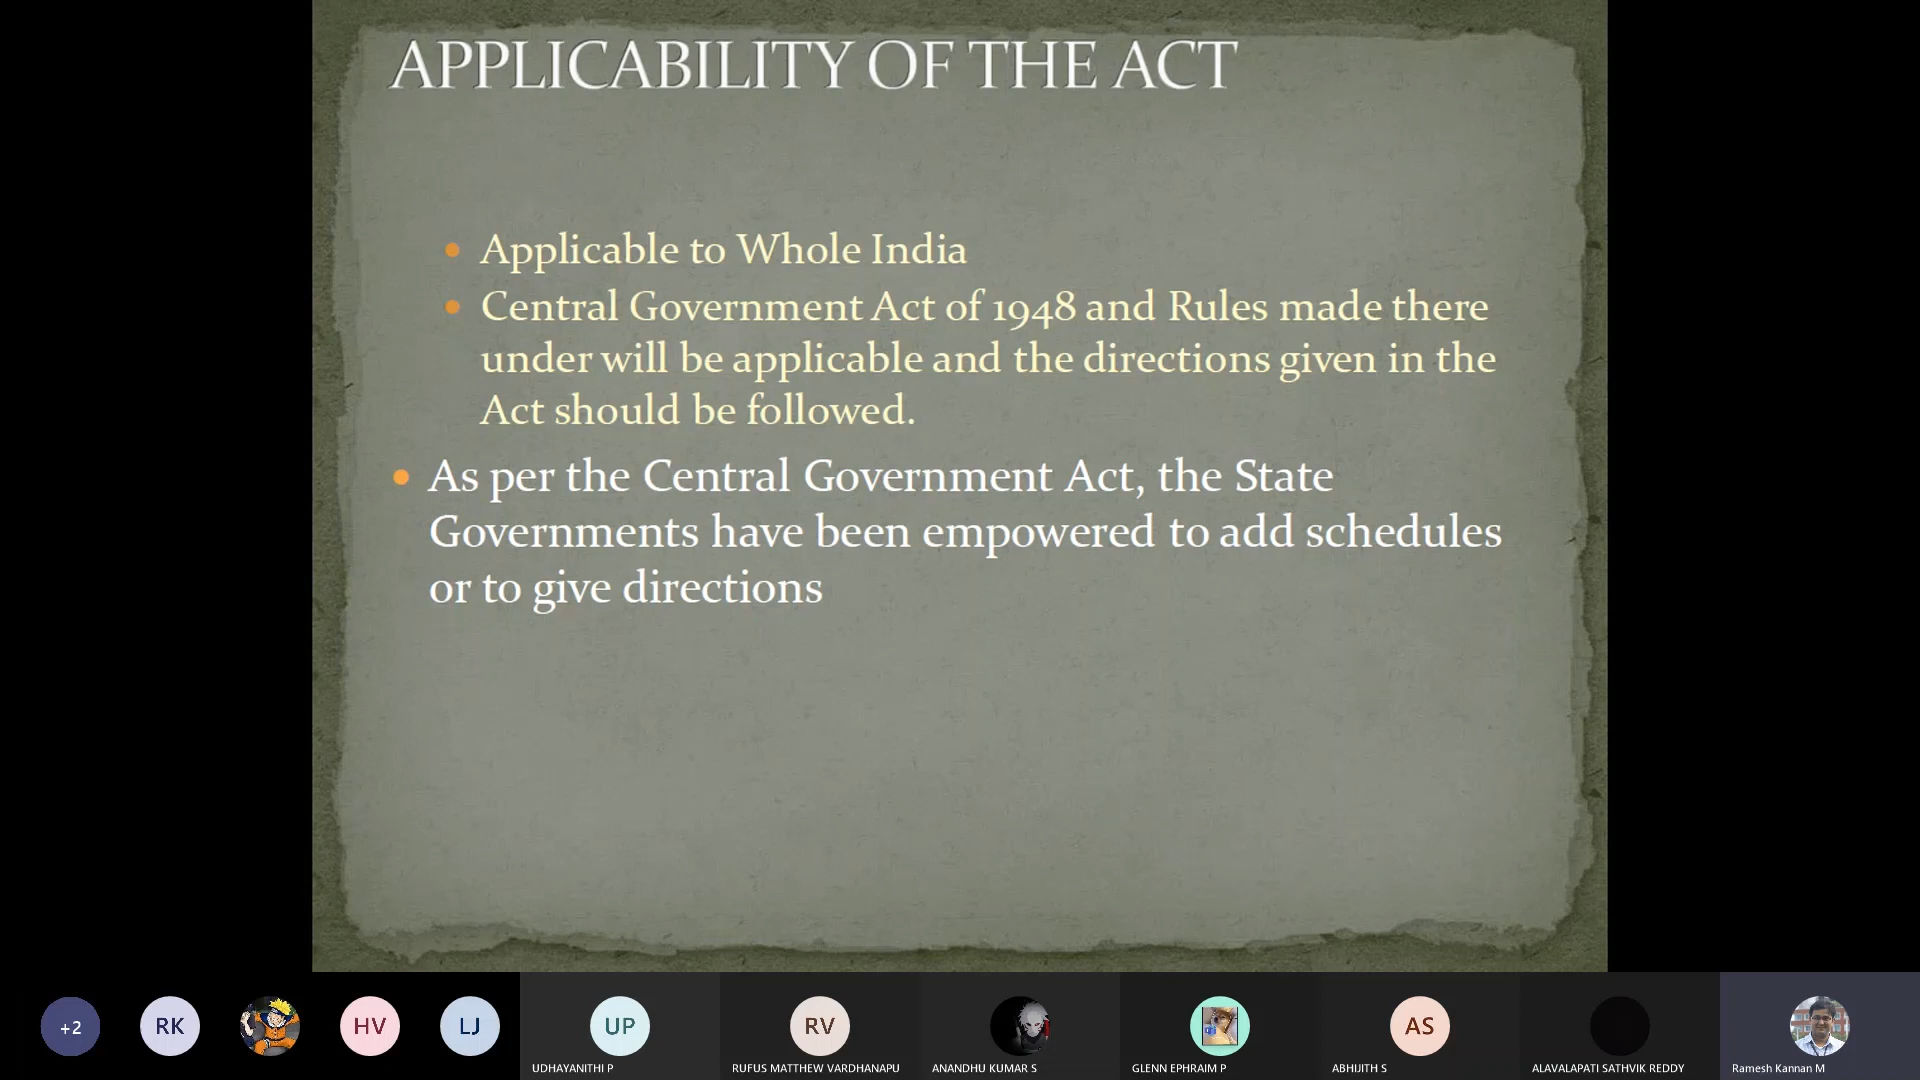 APPLICABILITY OF THE ACT
• Applicable to Whole India
• Central Government Act of 1948 and Rules made there
under will be applicable and the directions given in the
Act should be followed.
• As per the Central Government Act, the State
Governments have been empowered to add schedules
or to give directions
+2
RK
HV
LJ
UP
RV
AS
UDHAYANITHI P
RUFUS MATTHEW VARDHANAPU
ANANDHU KUMAR S
GLENN EPHRAIM P
ABHIJITH S
ALAVALAPATI SATHVIK REDDY
Ramesh Kannan M